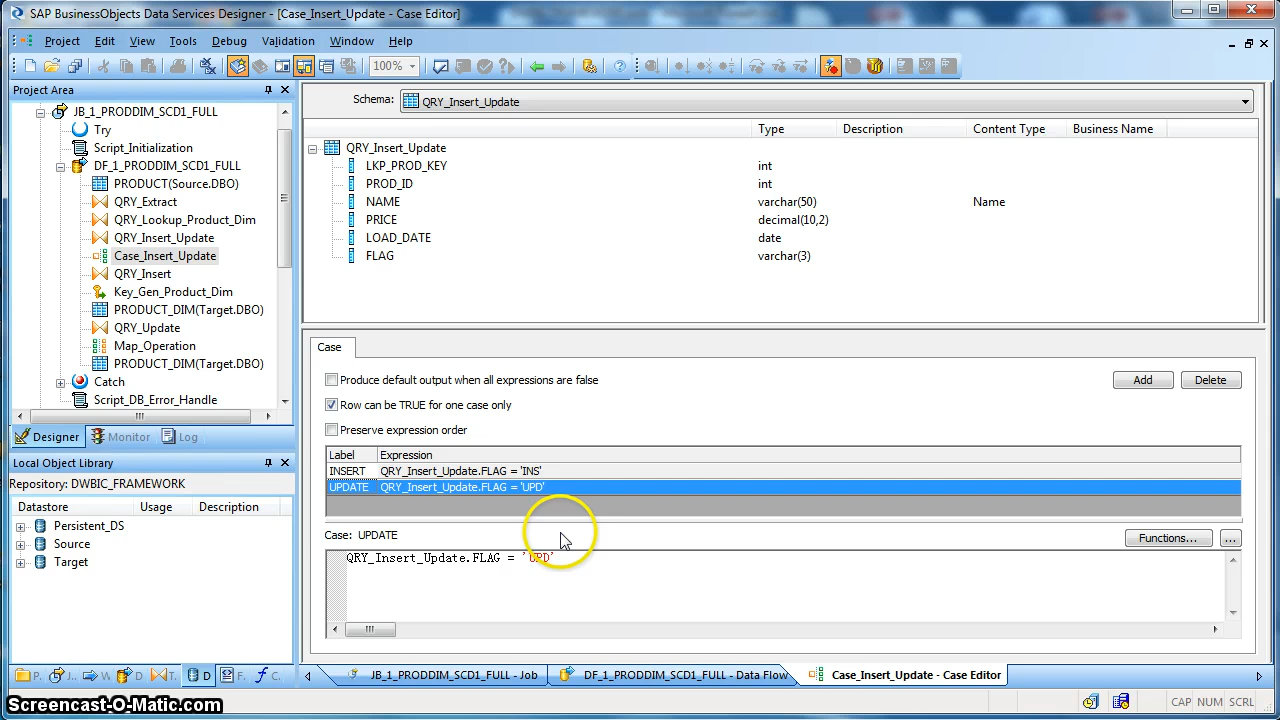 SAP BusinessObjects Data Services Designer - [Case_Insert_Update - Case Editor]
Project Edit View Tools Debug Validation Window Help
100%
Project Area
JB_1_PRODDIM_SCD1_FULL
Try
Script_Initialization
DF_1_PRODDIM_SCD1_FULL
PRODUCT(Source.DBO)
QRY_Extract
QRY_Lookup_Product_Dim
QRY_Insert_Update
Case_Insert_Update
QRY_Insert
Key_Gen_Product_Dim
PRODUCT_DIM(Target.DBO)
QRY_Update
Map_Operation
PRODUCT_DIM(Target.DBO)
Catch
Script_DB_Error_Handle
Designer Monitor Log
Local Object Library
Repository: DWBIC_FRAMEWORK
Datastore Usage Description
Persistent_DS
Source
Target
P. J.. W D T. D F. C.
Schema: QRY_Insert_Update
Type Description Content Type Business Name
QRY_Insert_Update
LKP_PROD_KEY int
PROD_ID int
NAME varchar(50) Name
PRICE decimal(10,2)
LOAD_DATE date
FLAG varchar(3)
Case
Produce default output when all expressions are false
Add Delete
Row can be TRUE for one case only
Preserve expression order
Label Expression
INSERT QRY_Insert_Update.FLAG = 'INS'
UPDATE QRY_Insert_Update.FLAG = 'UPD'
Case: UPDATE
Functions... ...
QRY_Insert_Update.FLAG = 'UPD'
JB_1_PRODDIM_SCD1_FULL - Job DF_1_PRODDIM_SCD1_FULL - Data Flow Case_Insert_Update - Case Editor
CAP NUM SCRL
Screencast-O-Matic.com